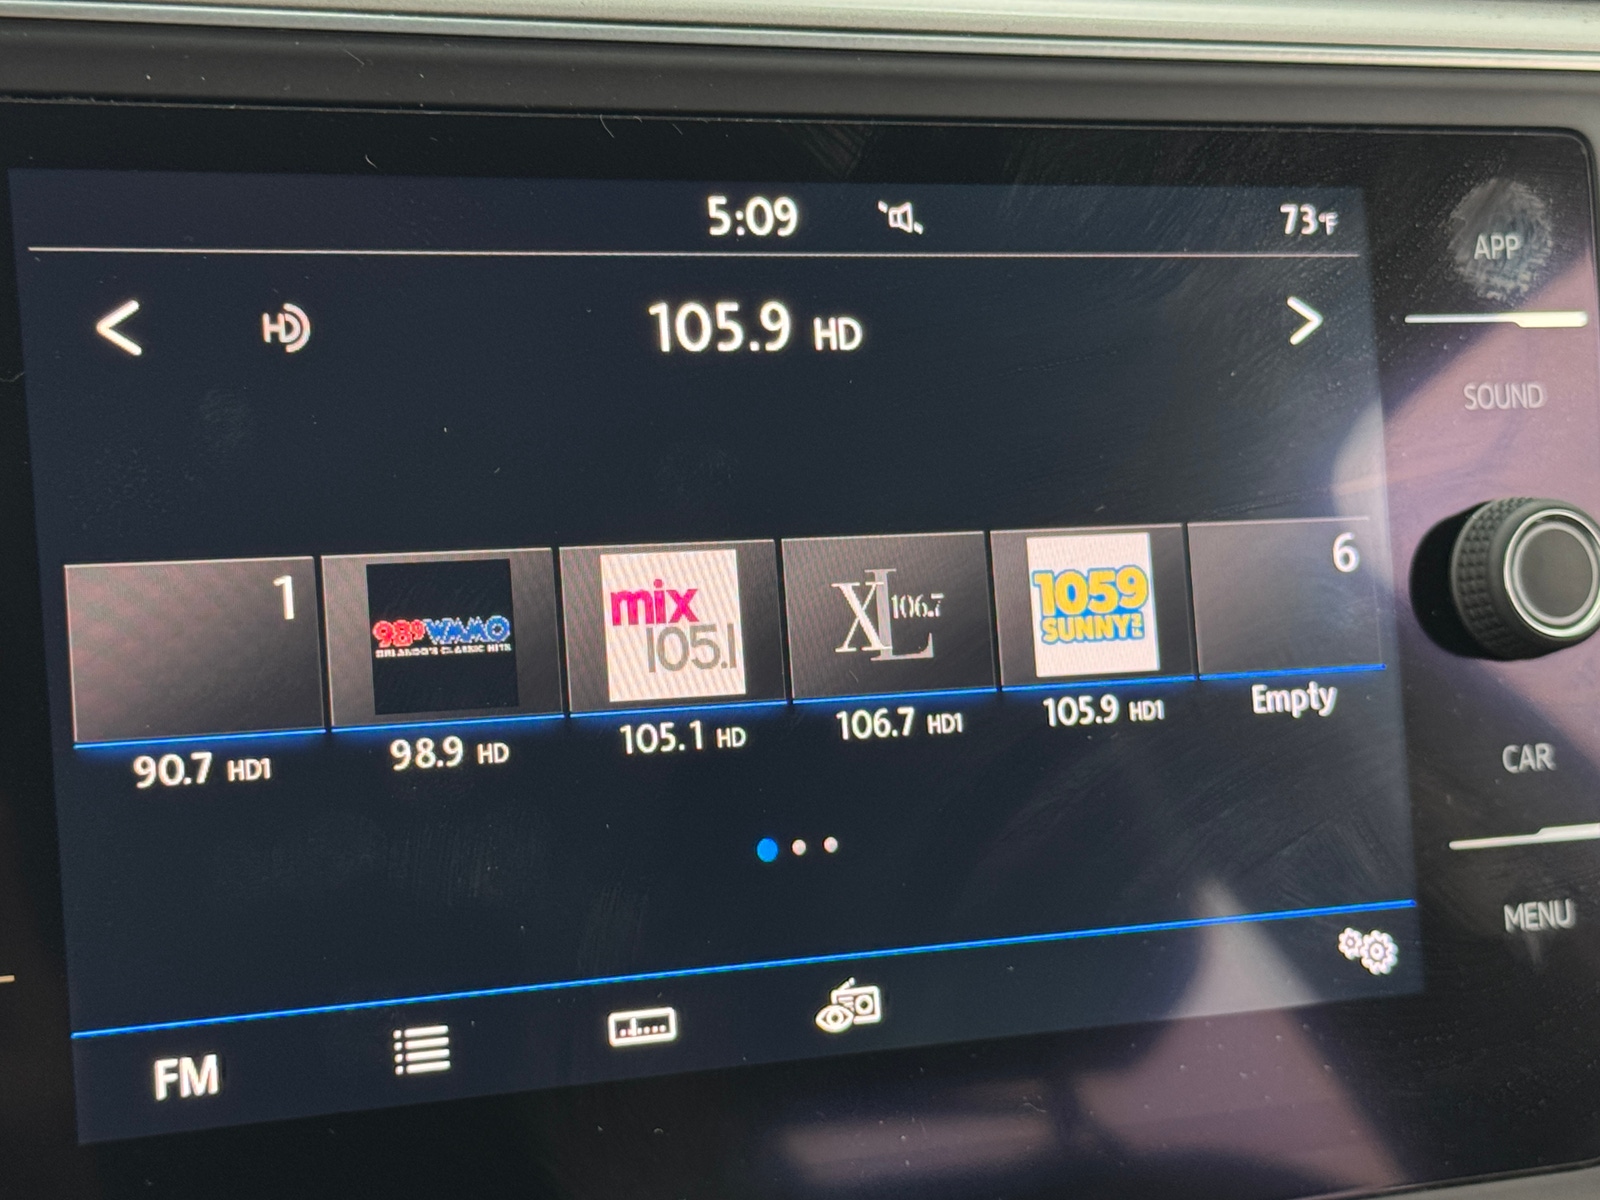 5:09
73°F
HD
105.9 HD
APP
SOUND
1
98.9 WMMO
ORLANDO'S CLASSIC HITS
mix
105.1
XL 106.7
1059
SUNNY FM
6
90.7 HD1
98.9 HD
105.1 HD
106.7 HD1
105.9 HD1
Empty
CAR
MENU
FM